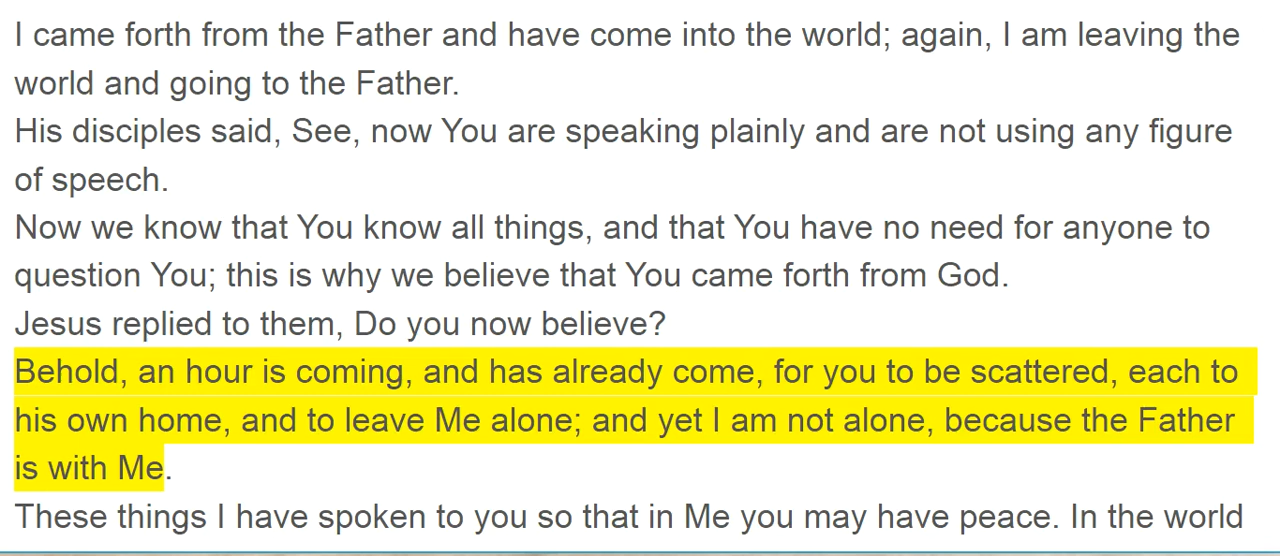 I came forth from the Father and have come into the world; again, I am leaving the
world and going to the Father.
His disciples said, See, now You are speaking plainly and are not using any figure
of speech.
Now we know that You know all things, and that You have no need for anyone to
question You; this is why we believe that You came forth from God.
Jesus replied to them, Do you now believe?
Behold, an hour is coming, and has already come, for you to be scattered, each to
his own home, and to leave Me alone; and yet I am not alone, because the Father
is with Me.
These things I have spoken to you so that in Me you may have peace. In the world